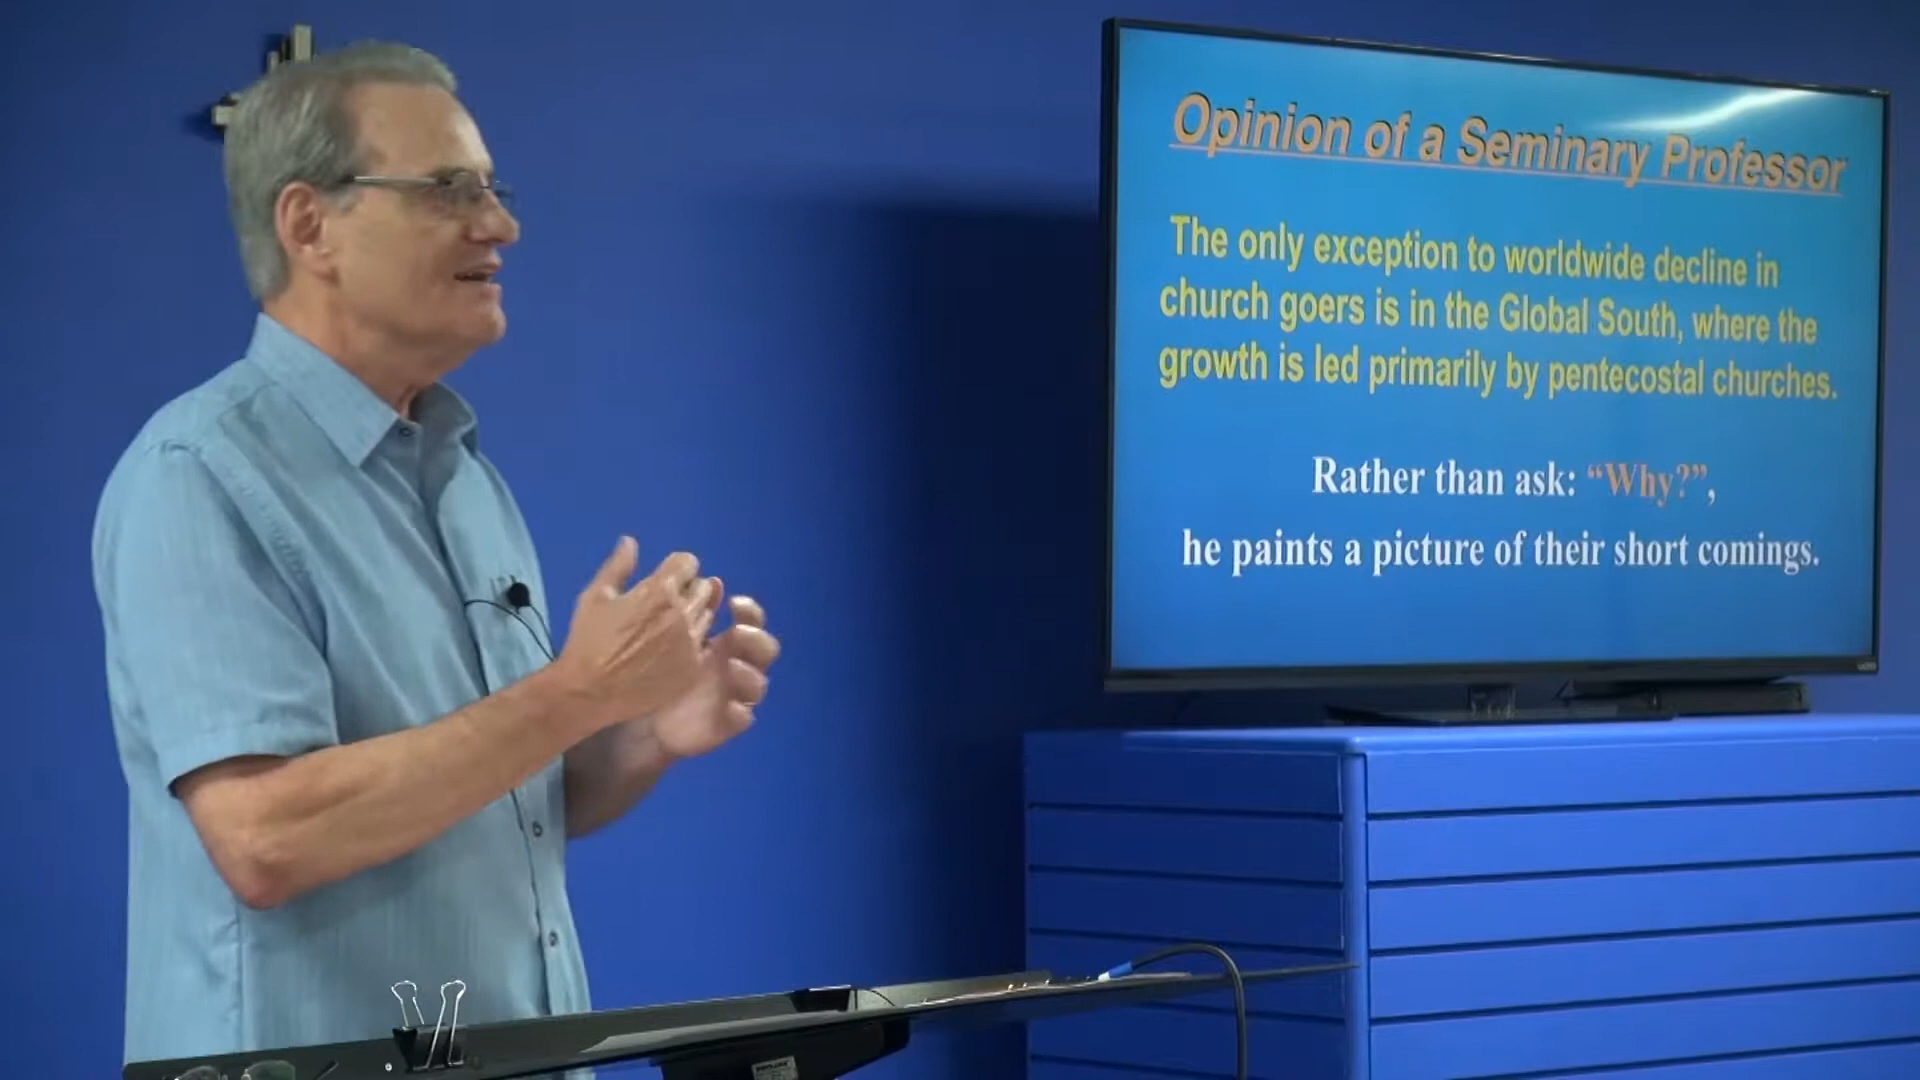 Opinion of a Seminary Professor
The only exception to worldwide decline in
church goers is in the Global South, where the
growth is led primarily by pentecostal churches.
Rather than ask: “Why?”,
he paints a picture of their short comings.